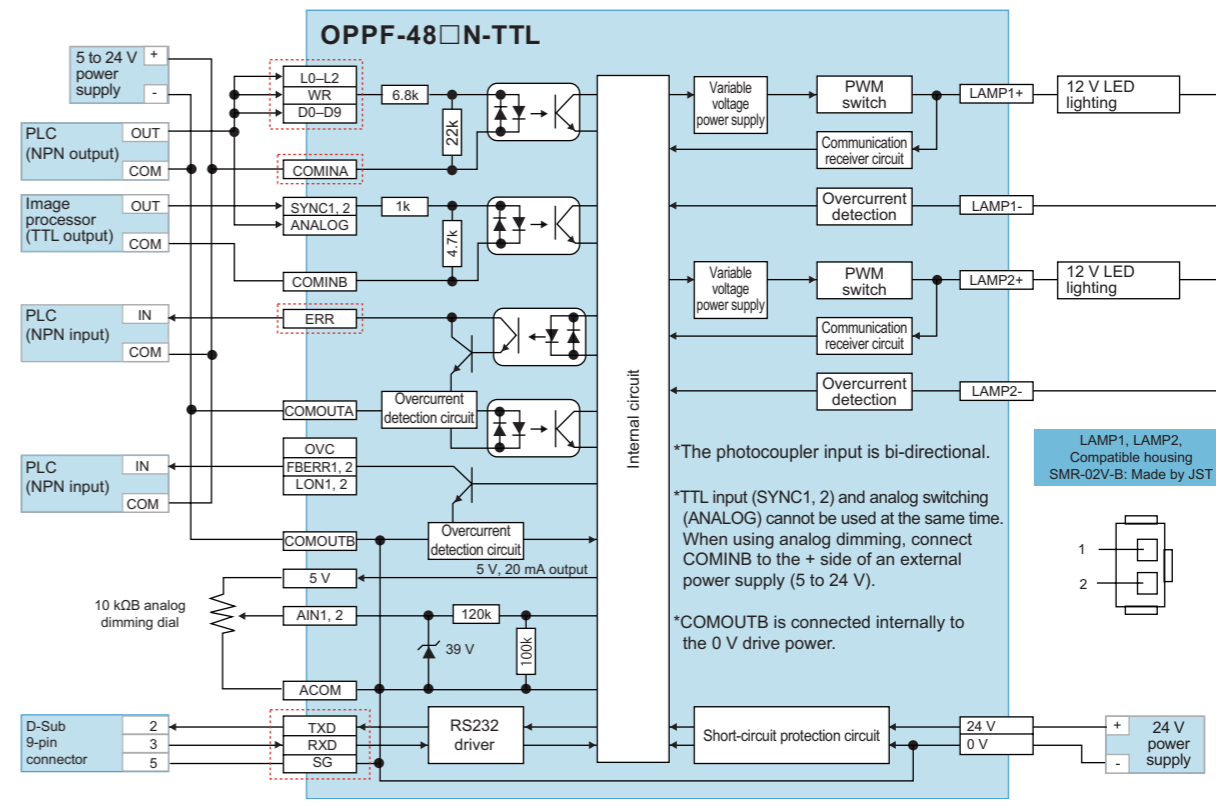 OPPF-48□N-TTL
5 to 24 V
power
supply
+
-
PLC
(NPN output)
OUT
COM
Image
processor
(TTL output)
OUT
COM
PLC
(NPN input)
IN
COM
PLC
(NPN input)
IN
COM
10 kΩB analog
dimming dial
D-Sub
9-pin
connector
2
3
5
L0–L2
WR
D0–D9
COMINA
SYNC1, 2
ANALOG
COMINB
ERR
COMOUTA
OVC
FBERR1, 2
LON1, 2
COMOUTB
5 V
AIN1, 2
ACOM
TXD
RXD
SG
6.8k
22k
1k
4.7k
Overcurrent
detection circuit
Overcurrent
detection circuit
5 V, 20 mA output
120k
39 V
100k
RS232
driver
Internal circuit
Variable
voltage
power supply
PWM
switch
LAMP1+
12 V LED
lighting
Communication
receiver circuit
Overcurrent
detection
LAMP1-
Variable
voltage
power supply
PWM
switch
LAMP2+
12 V LED
lighting
Communication
receiver circuit
Overcurrent
detection
LAMP2-
*The photocoupler input is bi-directional.
*TTL input (SYNC1, 2) and analog switching
(ANALOG) cannot be used at the same time.
When using analog dimming, connect
COMINB to the + side of an external
power supply (5 to 24 V).
*COMOUTB is connected internally to
the 0 V drive power.
LAMP1, LAMP2,
Compatible housing
SMR-02V-B: Made by JST
1
2
Short-circuit protection circuit
24 V
0 V
+
-
24 V
power
supply